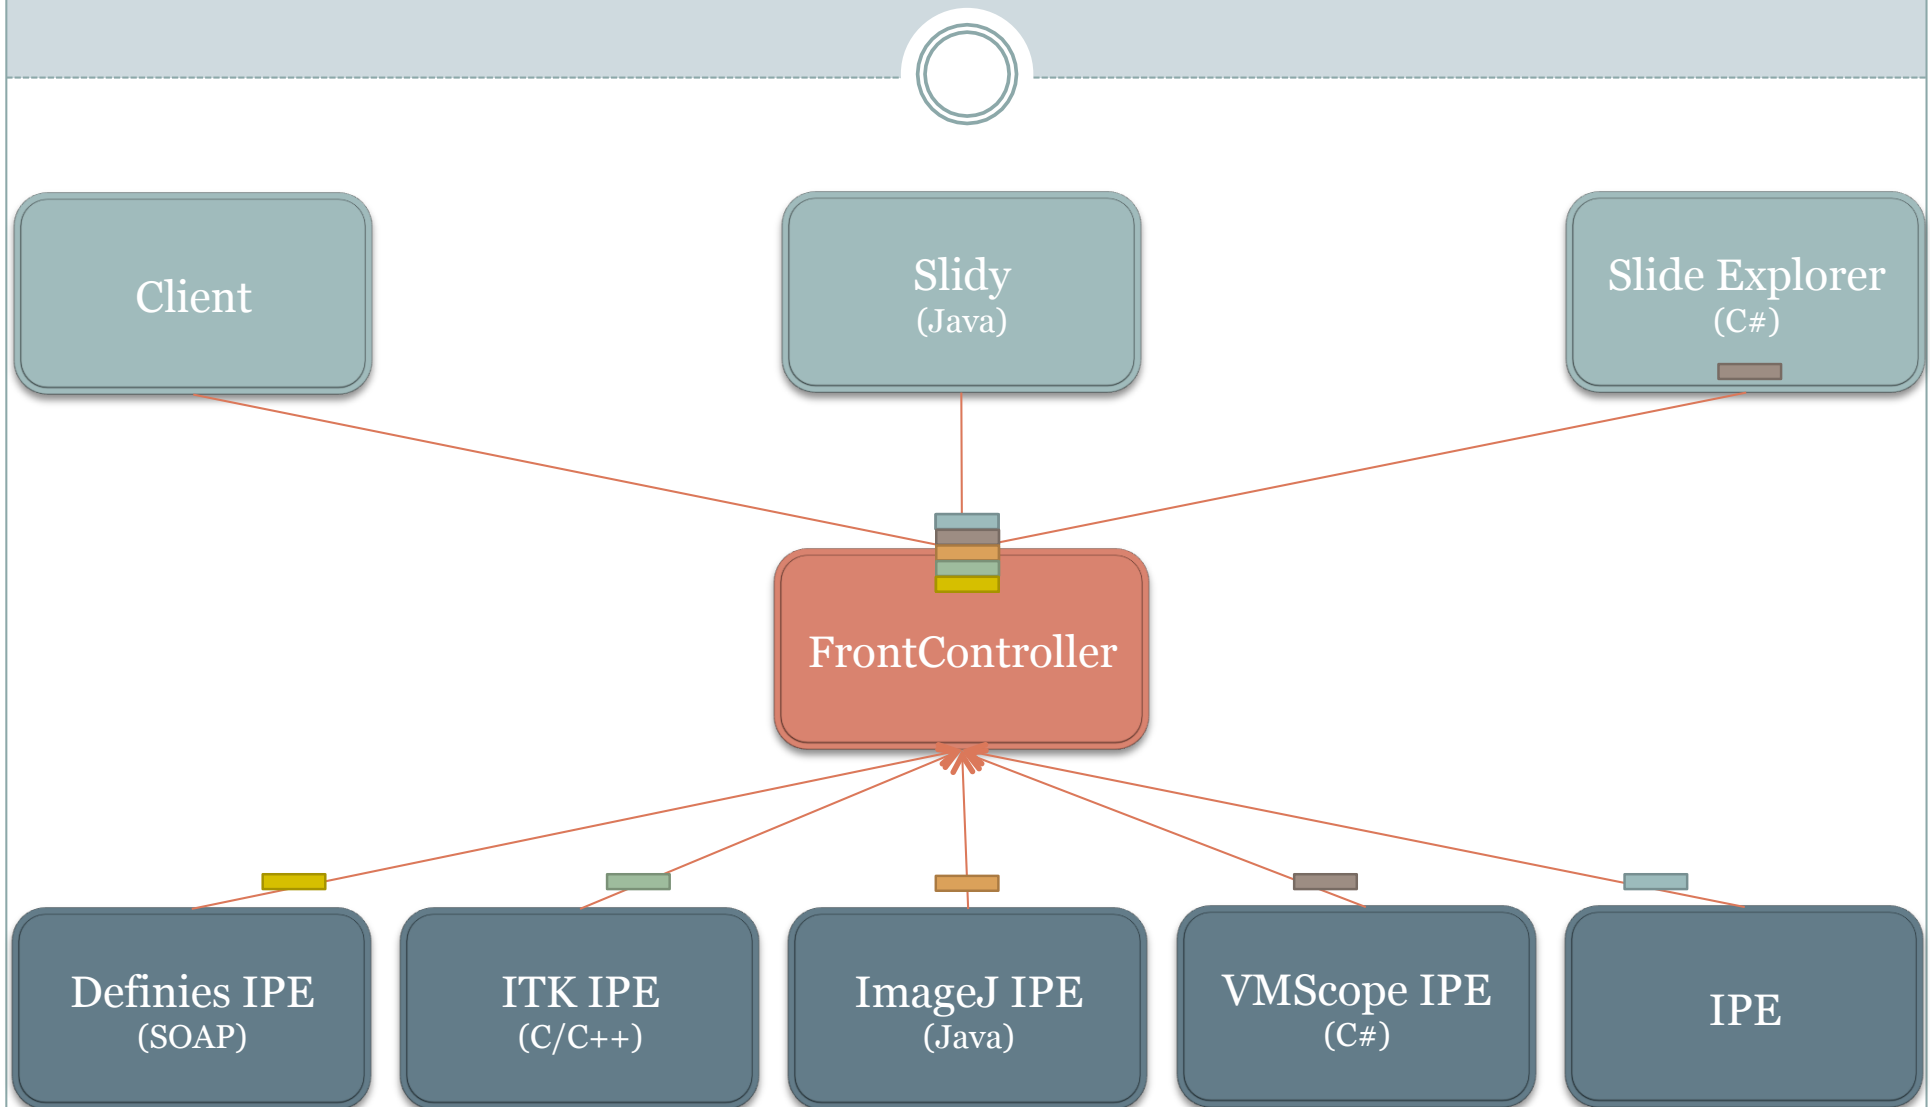 Client
Slidy
(Java)
Slide Explorer
(C#)
FrontController
Definies IPE
(SOAP)
ITK IPE
(C/C++)
ImageJ IPE
(Java)
VMScope IPE
(C#)
IPE